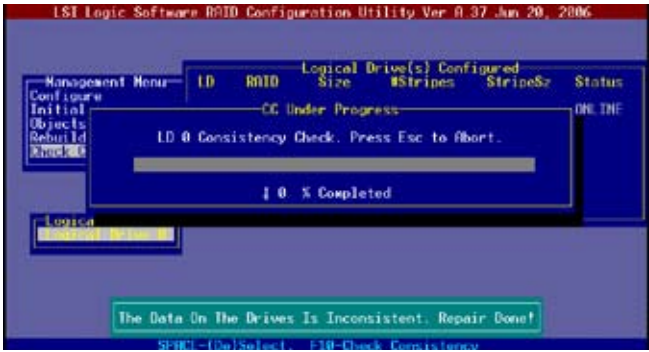 LSI Logic Software RAID Configuration Utility Ver A.37 Jun 20, 2006
Logical Drive(s) Configured
Management Menu
LD RAID Size #Stripes StripeSz Status
Configure
Initial
ONLINE
Objects
Rebuild
Check C
CC Under Progress
LD 0 Consistency Check. Press Esc to Abort.
0 % Completed
Logica
Logical Drive 0
The Data On The Drives Is Inconsistent. Repair Done!
SPACE-(De)Select, F10-Check Consistency